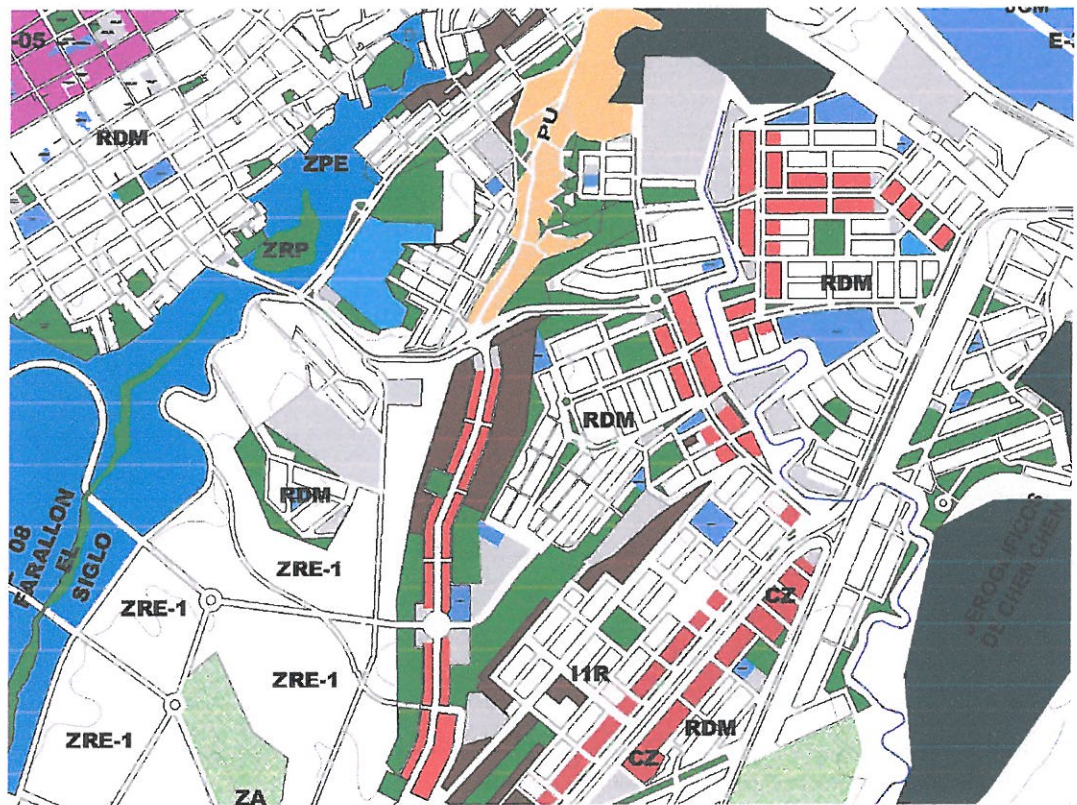 -05
RDM
ZPE
ZRP
PU
RDM
RDM
RDM
08
FARALLON
EL
SIGLO
ZRE-1
ZRE-1
ZRE-1
ZRE-1
ZA
I1R
CZ
RDM
CZ
EROGLIFICOS
DE CHEN CHEN